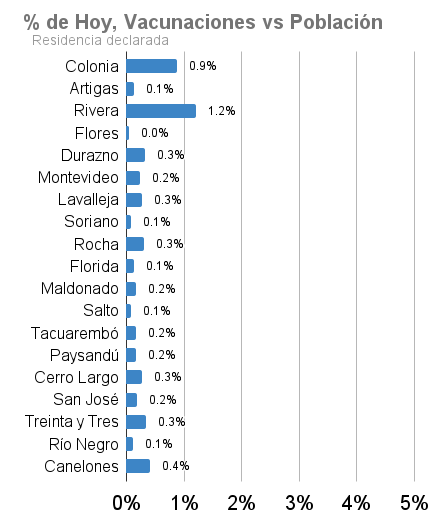 % de Hoy, Vacunaciones vs Población
Residencia declarada
Colonia 0.9%
Artigas 0.1%
Rivera 1.2%
Flores 0.0%
Durazno 0.3%
Montevideo 0.2%
Lavalleja 0.3%
Soriano 0.1%
Rocha 0.3%
Florida 0.1%
Maldonado 0.2%
Salto 0.1%
Tacuarembó 0.2%
Paysandú 0.2%
Cerro Largo 0.3%
San José 0.2%
Treinta y Tres 0.3%
Río Negro 0.1%
Canelones 0.4%
0% 1% 2% 3% 4% 5%